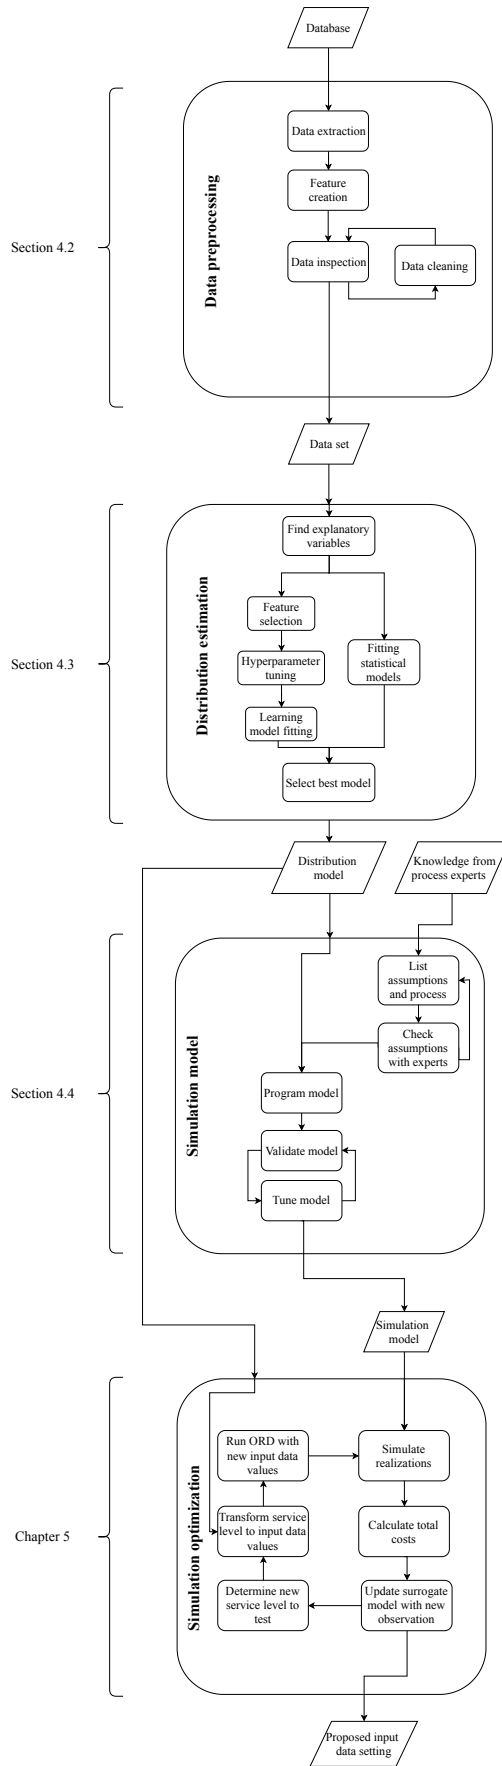 Database
Section 4.2
Data preprocessing
Data extraction
Feature
creation
Data inspection
Data cleaning
Data set
Section 4.3
Distribution estimation
Find explanatory
variables
Feature
selection
Hyperparameter
tuning
Learning
model fitting
Fitting
statistical
models
Select best model
Distribution
model
Knowledge from
process experts
Section 4.4
Simulation model
List
assumptions
and process
Check
assumptions
with experts
Program model
Validate model
Tune model
Simulation
model
Chapter 5
Simulation optimization
Run ORD with
new input data
values
Simulate
realizations
Transform service
level to input data
values
Calculate total
costs
Determine new
service level to
test
Update surrogate
model with new
observation
Proposed input
data setting